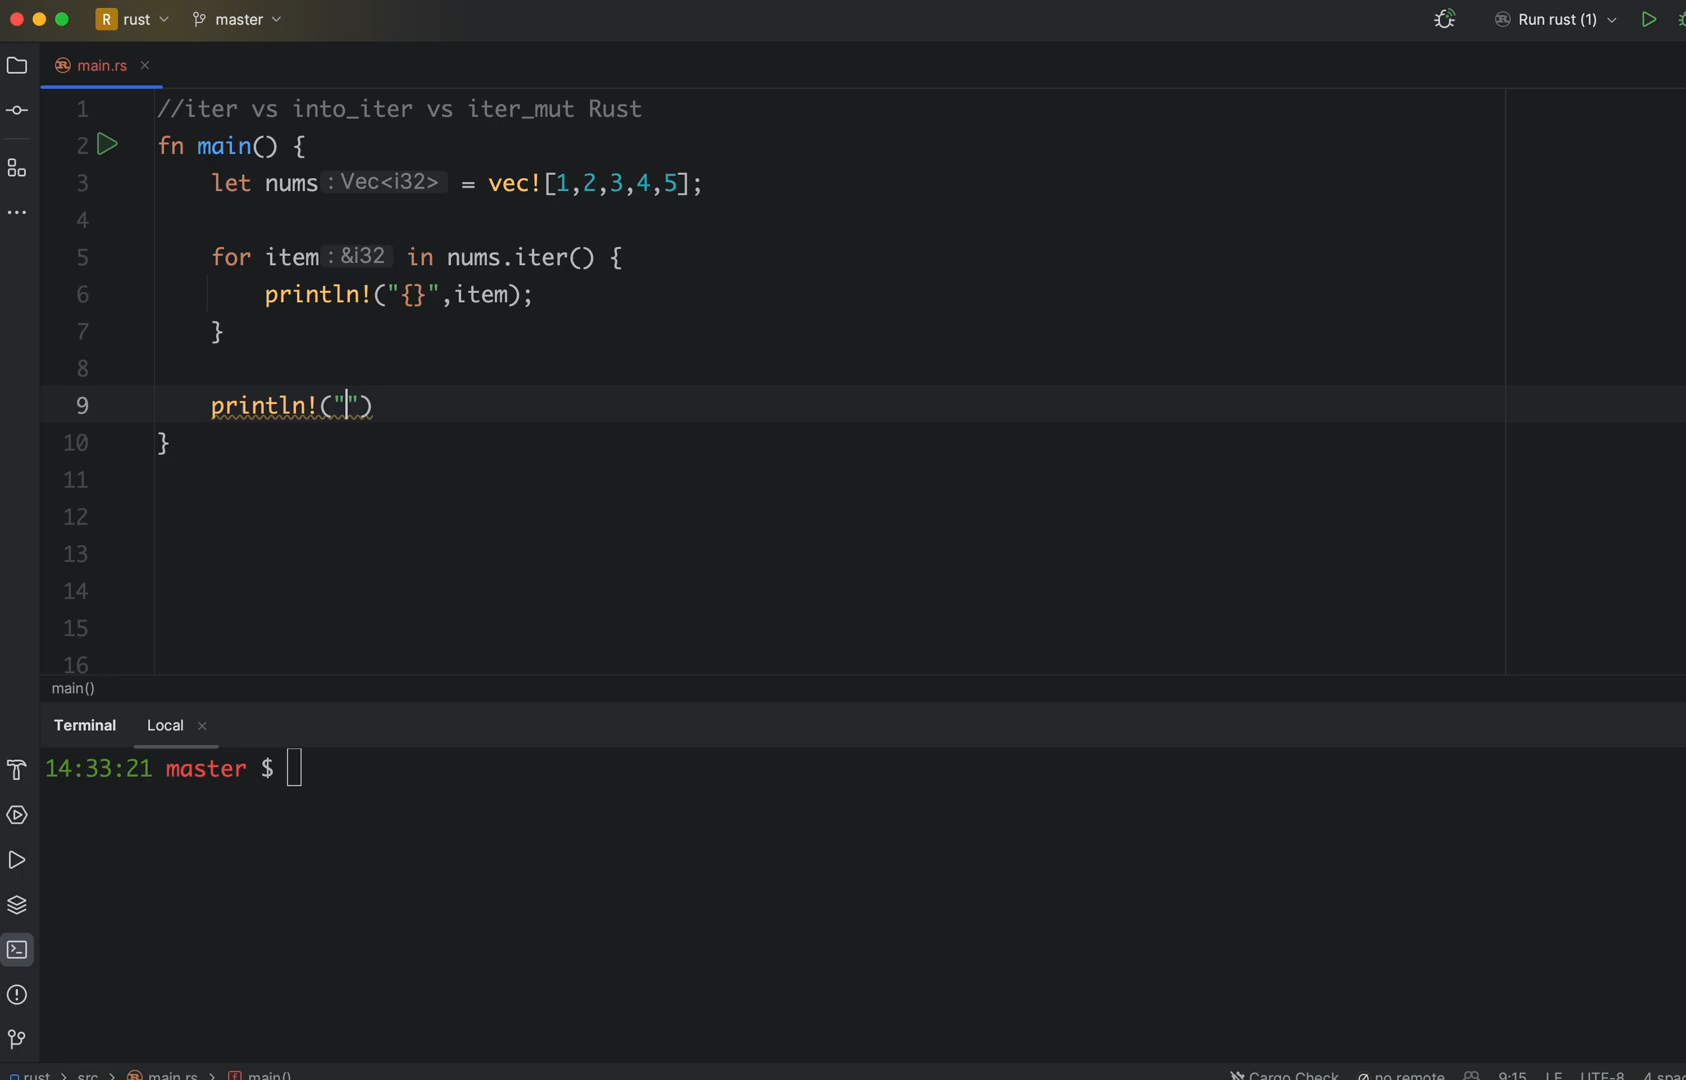 R rust master Run rust (1)
main.rs
1 //iter vs into_iter vs iter_mut Rust
2 fn main() {
3 let nums : Vec<i32> = vec![1,2,3,4,5];
4
5 for item : &i32 in nums.iter() {
6 println!("{}",item);
7 }
8
9 println!("")
10 }
11
12
13
14
15
16
main()
Terminal Local
14:33:21 master $
rust > src > main.rs > main() Cargo Check no remote 9:15 LF UTF-8 4